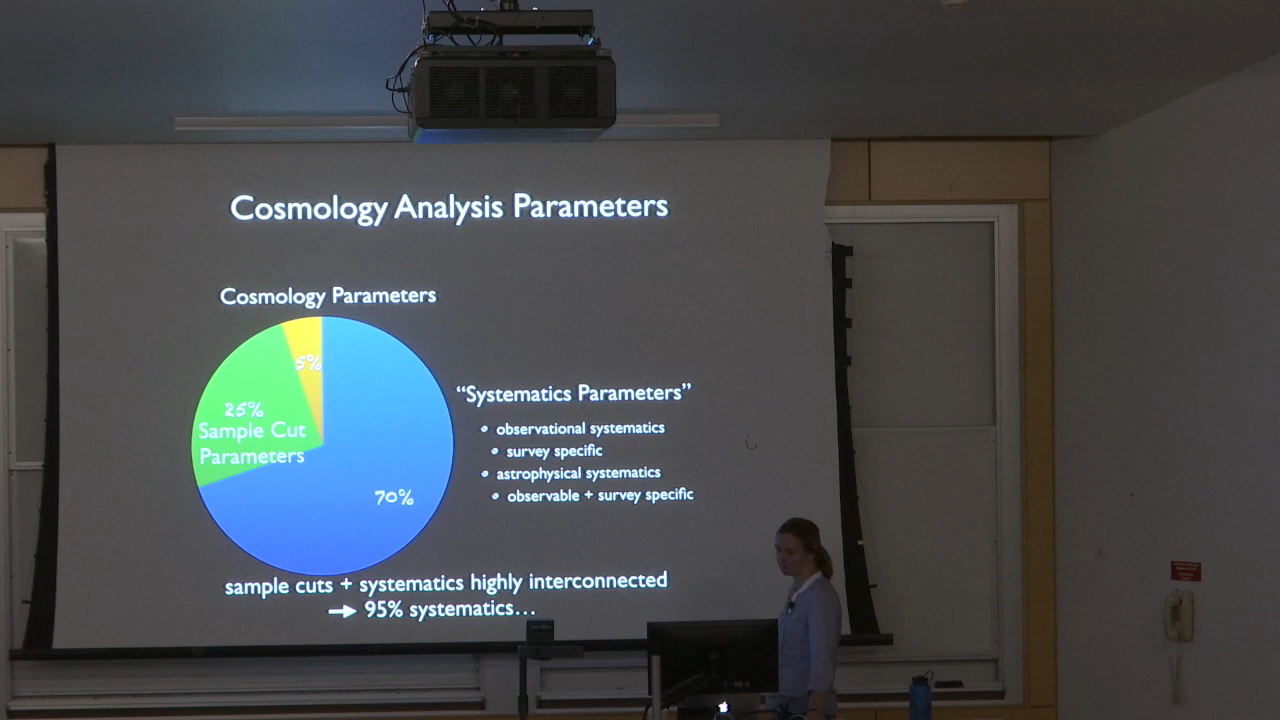 Cosmology Analysis Parameters
Cosmology Parameters
5%
25%
Sample Cut
Parameters
70%
“Systematics Parameters”
• observational systematics
• survey specific
• astrophysical systematics
• observable + survey specific
sample cuts + systematics highly interconnected
→ 95% systematics…